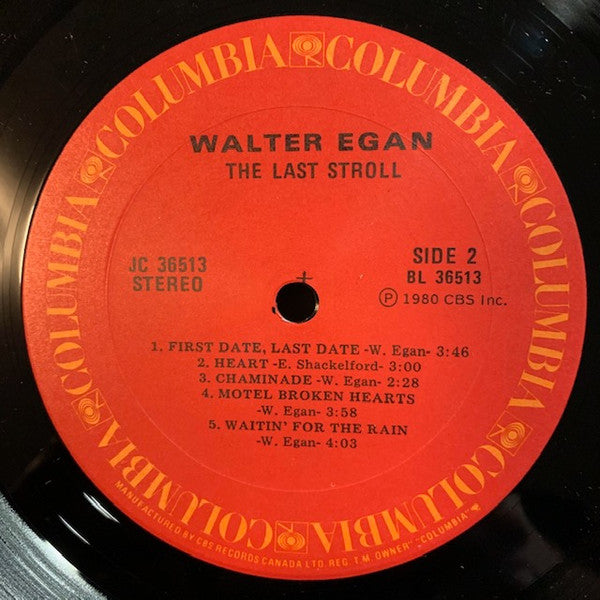 COLUMBIA COLUMBIA COLUMBIA COLUMBIA COLUMBIA COLUMBIA
WALTER EGAN
THE LAST STROLL
JC 36513
STEREO
SIDE 2
BL 36513
Ⓟ 1980 CBS Inc.
1. FIRST DATE, LAST DATE -W. Egan- 3:46
2. HEART -E. Shackelford- 3:00
3. CHAMINADE -W. Egan- 2:28
4. MOTEL BROKEN HEARTS
-W. Egan- 3:58
5. WAITIN' FOR THE RAIN
-W. Egan- 4:03
MANUFACTURED BY CBS RECORDS CANADA LTD. REG. T.M. OWNER "COLUMBIA"